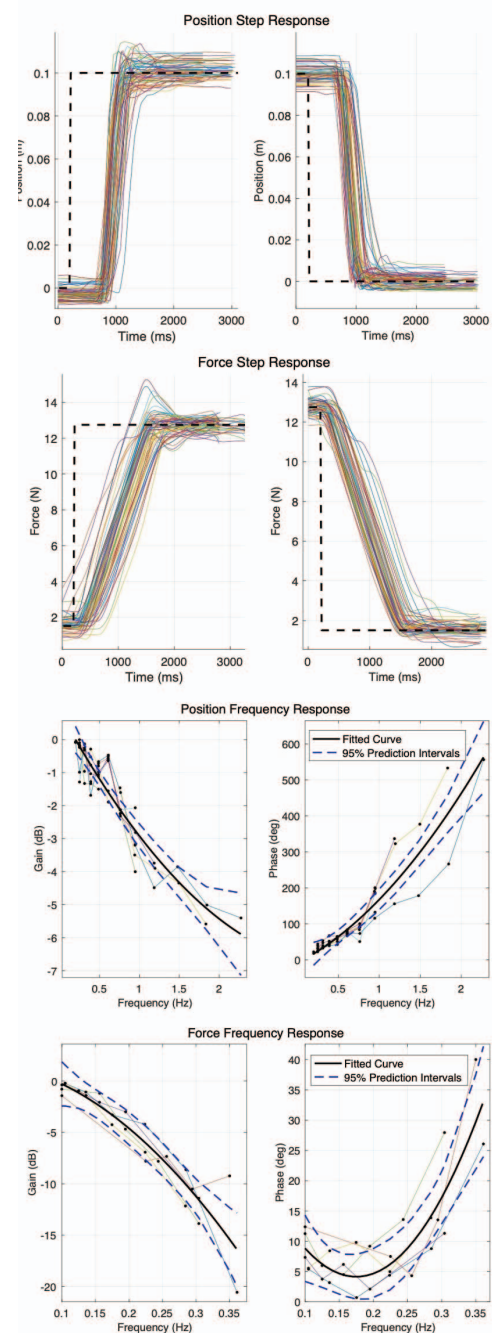 Position Step Response
0.1
0.08
0.06
0.04
0.02
0
Position (m)
0 1000 2000 3000
Time (ms)
0.1
0.08
0.06
0.04
0.02
0
Position (m)
0 1000 2000 3000
Time (ms)
Force Step Response
14
12
10
8
6
4
2
Force (N)
0 1000 2000 3000
Time (ms)
14
12
10
8
6
4
2
Force (N)
0 1000 2000
Time (ms)
Position Frequency Response
0
-1
-2
-3
-4
-5
-6
-7
Gain (dB)
0.5 1 1.5 2
Frequency (Hz)
Fitted Curve
95% Prediction Intervals
600
500
400
300
200
100
0
Phase (deg)
0.5 1 1.5 2
Frequency (Hz)
Force Frequency Response
0
-5
-10
-15
-20
Gain (dB)
0.1 0.15 0.2 0.25 0.3 0.35
Frequency (Hz)
Fitted Curve
95% Prediction Intervals
40
35
30
25
20
15
10
5
0
Phase (deg)
0.1 0.15 0.2 0.25 0.3 0.35
Frequency (Hz)